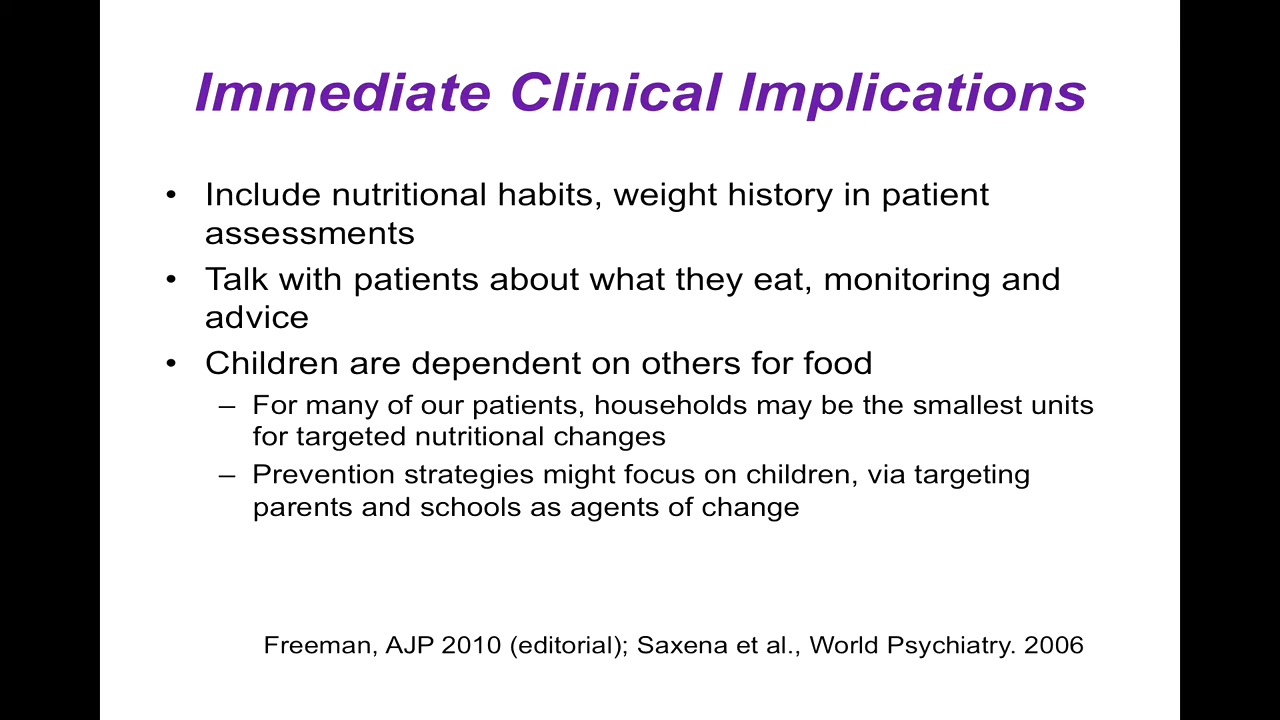 Immediate Clinical Implications
• Include nutritional habits, weight history in patient
assessments
• Talk with patients about what they eat, monitoring and
advice
• Children are dependent on others for food
– For many of our patients, households may be the smallest units
for targeted nutritional changes
– Prevention strategies might focus on children, via targeting
parents and schools as agents of change
Freeman, AJP 2010 (editorial); Saxena et al., World Psychiatry. 2006